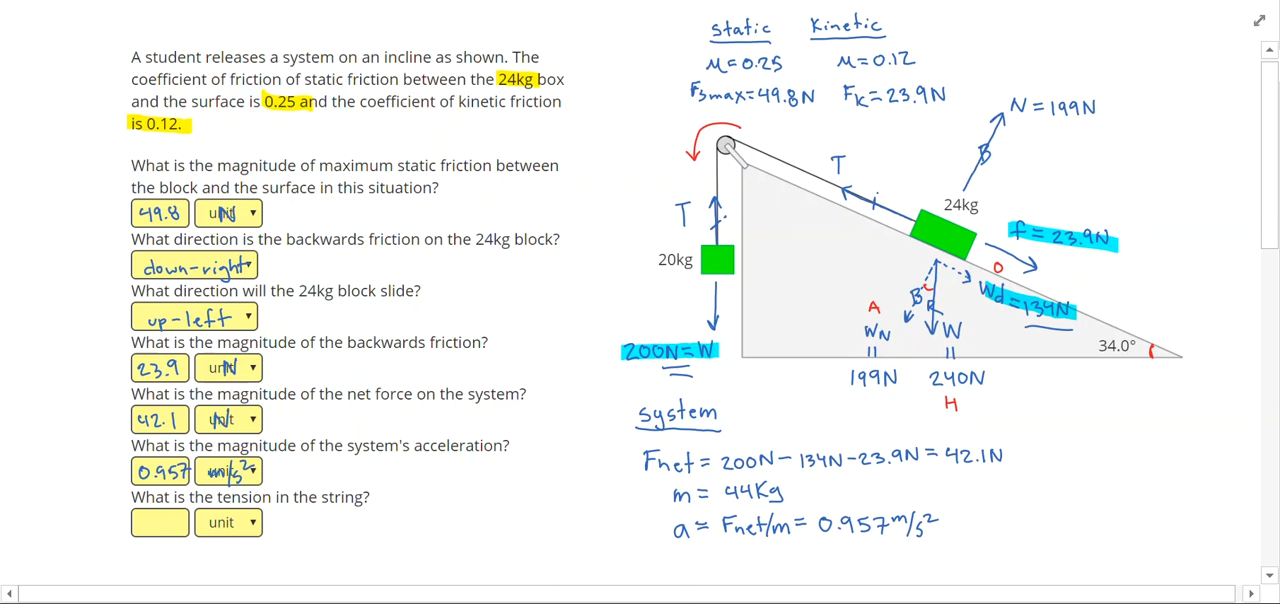 A student releases a system on an incline as shown. The
coefficient of friction of static friction between the 24kg box
and the surface is 0.25 and the coefficient of kinetic friction
is 0.12.
What is the magnitude of maximum static friction between
the block and the surface in this situation?
49.8 N
What direction is the backwards friction on the 24kg block?
down-right
What direction will the 24kg block slide?
up-left
What is the magnitude of the backwards friction?
23.9 N
What is the magnitude of the net force on the system?
42.1 N
What is the magnitude of the system's acceleration?
0.957 m/s²
What is the tension in the string?
unit
Static Kinetic
μ=0.25 μ=0.12
Fsmax=49.8N Fk=23.9N
N=199N
B
T
24kg
T
f=23.9N
20kg
O
Wd=134N
B
R
A
WN W
200N=W
34.0°
199N 240N
H
System
Fnet = 200N - 134N - 23.9N = 42.1N
m = 44Kg
a = Fnet/m = 0.957 m/s²